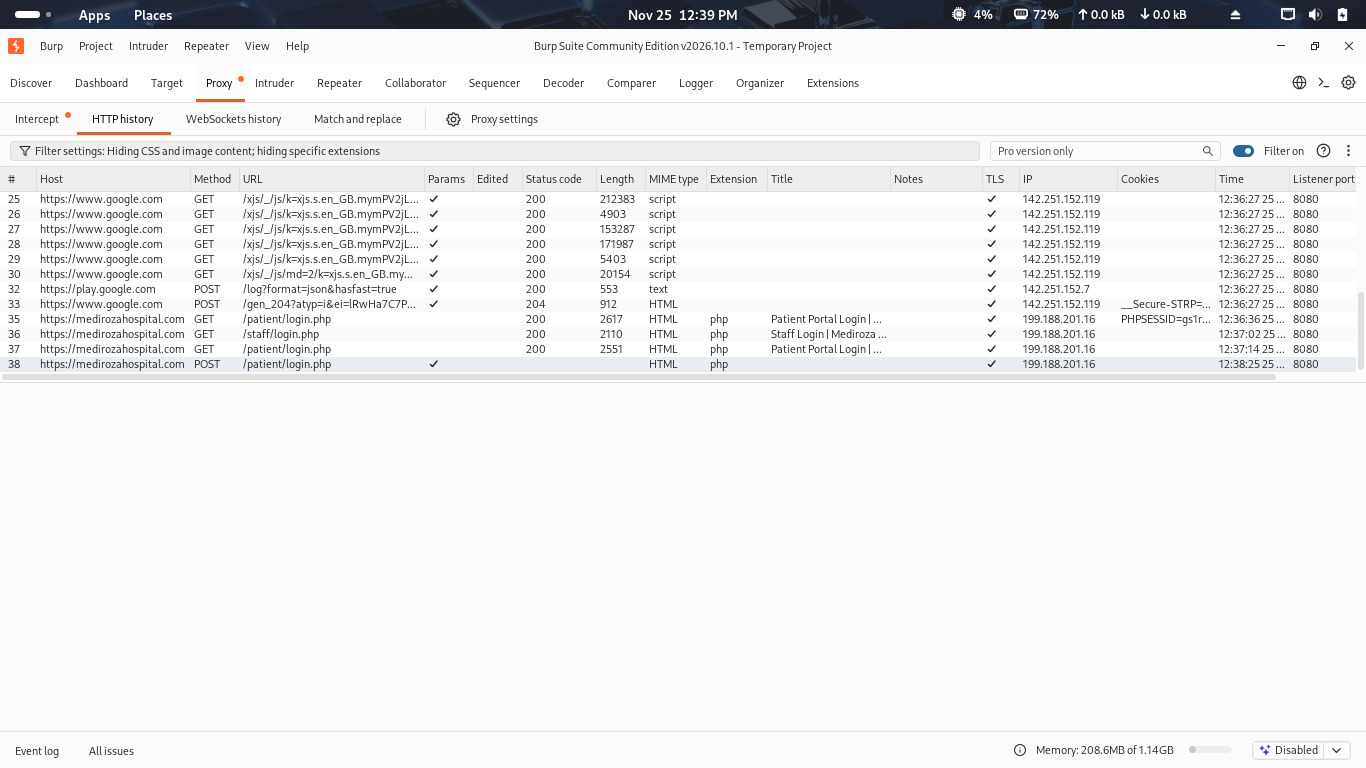 Apps Places Nov 25 12:39 PM 4% 72% 0.0 kB 0.0 kB
Burp Project Intruder Repeater View Help Burp Suite Community Edition v2026.10.1 - Temporary Project
Discover Dashboard Target Proxy Intruder Repeater Collaborator Sequencer Decoder Comparer Logger Organizer Extensions
Intercept HTTP history WebSockets history Match and replace Proxy settings
Filter settings: Hiding CSS and image content; hiding specific extensions Pro version only Filter on
# Host Method URL Params Edited Status code Length MIME type Extension Title Notes TLS IP Cookies Time Listener port
25 https://www.google.com GET /xjs/_/js/k=xjs.s.en_GB.mymPV2jL... ✓ 200 212383 script ✓ 142.251.152.119 12:36:27 25 ... 8080
26 https://www.google.com GET /xjs/_/js/k=xjs.s.en_GB.mymPV2jL... ✓ 200 4903 script ✓ 142.251.152.119 12:36:27 25 ... 8080
27 https://www.google.com GET /xjs/_/js/k=xjs.s.en_GB.mymPV2jL... ✓ 200 153287 script ✓ 142.251.152.119 12:36:27 25 ... 8080
28 https://www.google.com GET /xjs/_/js/k=xjs.s.en_GB.mymPV2jL... ✓ 200 171987 script ✓ 142.251.152.119 12:36:27 25 ... 8080
29 https://www.google.com GET /xjs/_/js/k=xjs.s.en_GB.mymPV2jL... ✓ 200 5403 script ✓ 142.251.152.119 12:36:27 25 ... 8080
30 https://www.google.com GET /xjs/_/js/md=2/k=xjs.s.en_GB.my... ✓ 200 20154 script ✓ 142.251.152.119 12:36:27 25 ... 8080
32 https://play.google.com POST /log?format=json&hasfast=true ✓ 200 553 text ✓ 142.251.152.7 12:36:27 25 ... 8080
33 https://www.google.com POST /gen_204?atyp=i&ei=lRwHa7C7P... ✓ 204 912 HTML ✓ 142.251.152.119 __Secure-STRP=... 12:36:27 25 ... 8080
35 https://medirozahospital.com GET /patient/login.php 200 2617 HTML php Patient Portal Login | ... ✓ 199.188.201.16 PHPSESSID=gs1r... 12:36:36 25 ... 8080
36 https://medirozahospital.com GET /staff/login.php 200 2110 HTML php Staff Login | Mediroza ... ✓ 199.188.201.16 12:37:02 25 ... 8080
37 https://medirozahospital.com GET /patient/login.php 200 2551 HTML php Patient Portal Login | ... ✓ 199.188.201.16 12:37:14 25 ... 8080
38 https://medirozahospital.com POST /patient/login.php ✓ HTML php ✓ 199.188.201.16 12:38:25 25 ... 8080
Event log All issues Memory: 208.6MB of 1.14GB Disabled